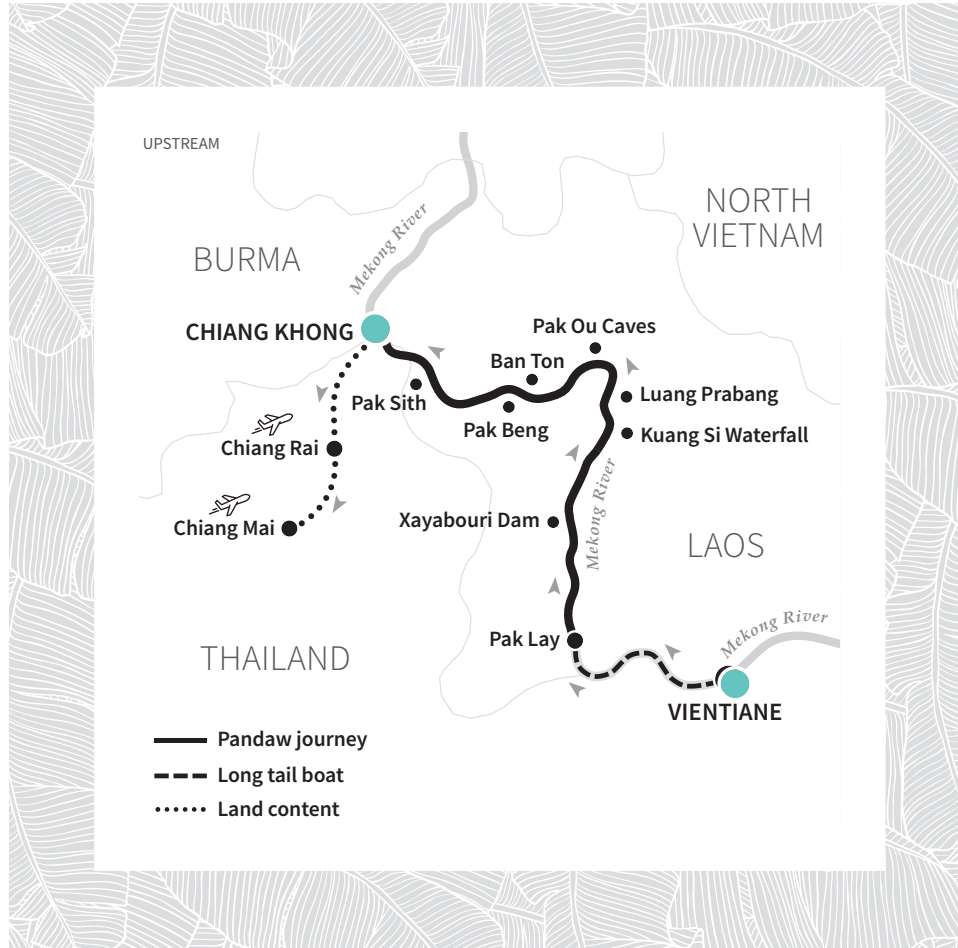 UPSTREAM
NORTH
VIETNAM
Mekong River
BURMA
CHIANG KHONG
Pak Ou Caves
Ban Ton
Luang Prabang
Pak Sith
Pak Beng
Kuang Si Waterfall
Chiang Rai
Mekong River
Chiang Mai
Xayabouri Dam
LAOS
Pak Lay
Mekong River
THAILAND
VIENTIANE
Pandaw journey
Long tail boat
Land content